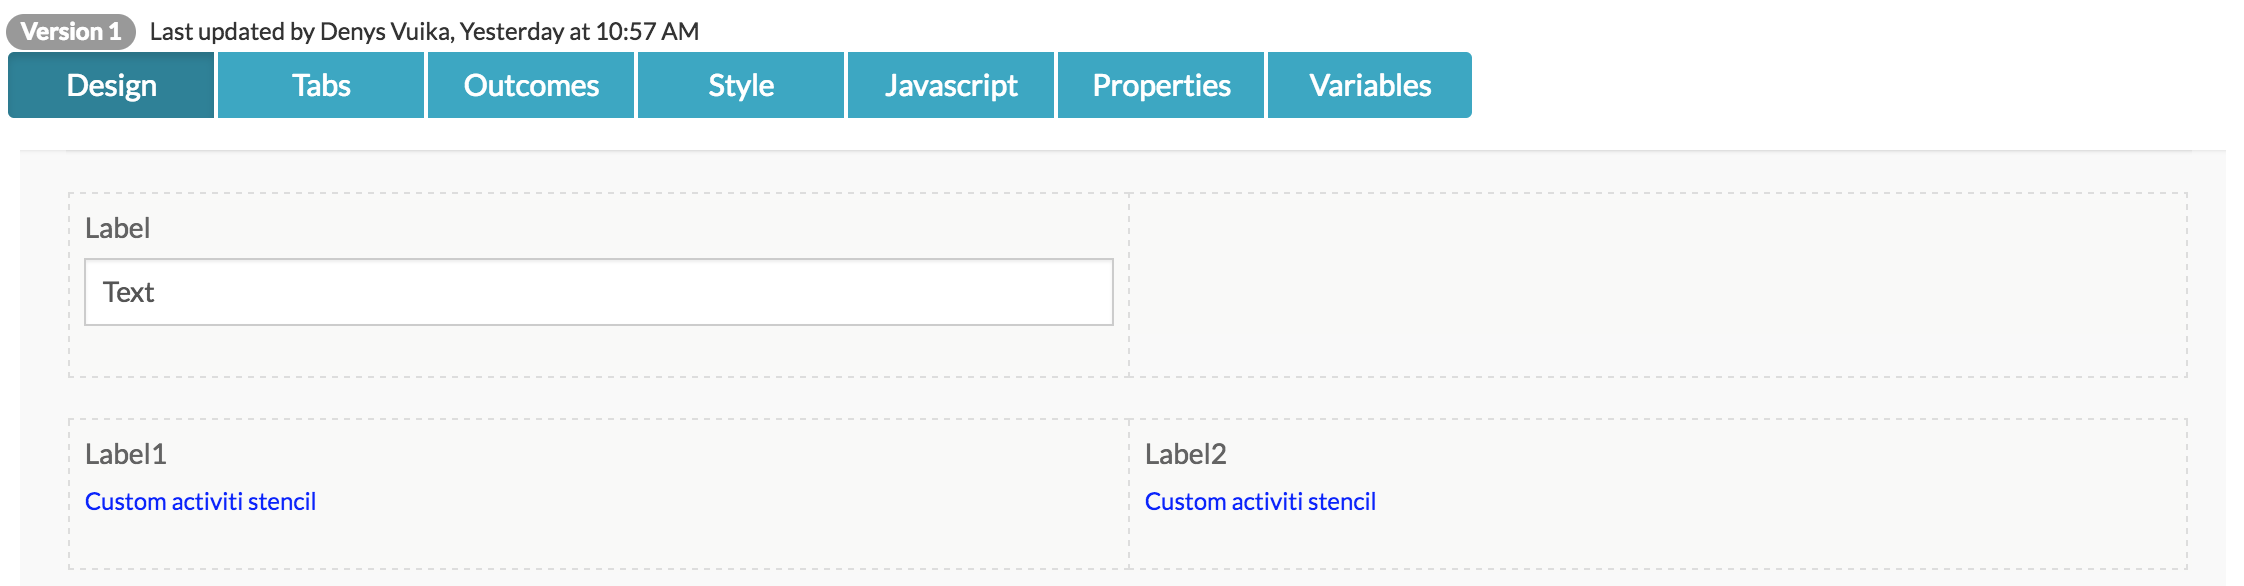 Version 1 Last updated by Denys Vuika, Yesterday at 10:57 AM
Design Tabs Outcomes Style Javascript Properties Variables
Label
Text
Label1 Label2
Custom activiti stencil Custom activiti stencil